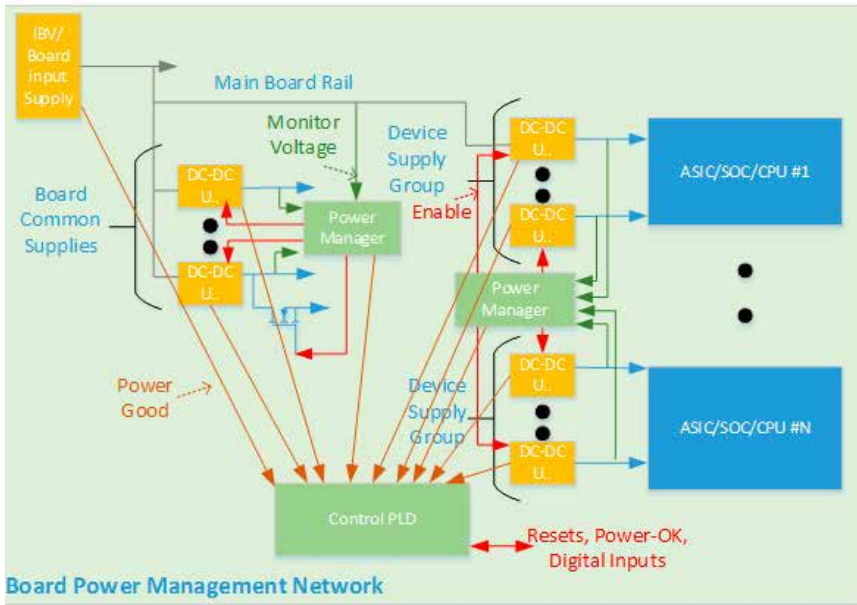 IBV/
Board
input
Supply
Main Board Rail
Monitor
Voltage
Device
Supply
Group
DC-DC
U..
ASIC/SOC/CPU #1
Board
Common
Supplies
DC-DC
U..
Power
Manager
Enable
DC-DC
U..
DC-DC
U..
Power
Manager
Power
Good
Device
Supply
Group
DC-DC
U..
ASIC/SOC/CPU #N
DC-DC
U..
Control PLD
Resets, Power-OK,
Digital Inputs
Board Power Management Network